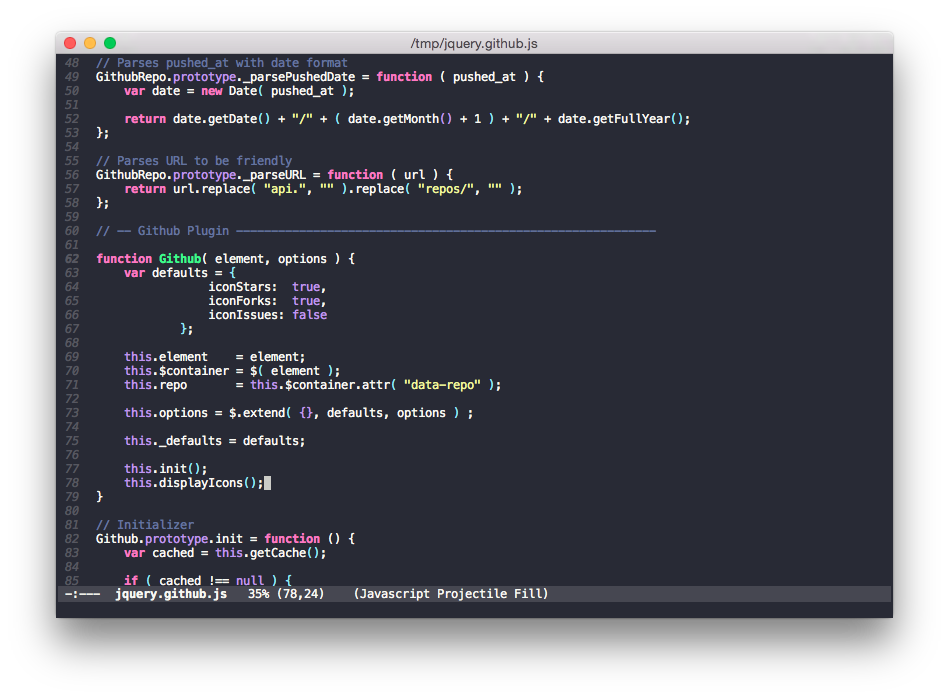 /tmp/jquery.github.js
48 // Parses pushed_at with date format
49 GithubRepo.prototype._parsePushedDate = function ( pushed_at ) {
50     var date = new Date( pushed_at );
51
52     return date.getDate() + "/" + ( date.getMonth() + 1 ) + "/" + date.getFullYear();
53 };
54
55 // Parses URL to be friendly
56 GithubRepo.prototype._parseURL = function ( url ) {
57     return url.replace( "api.", "" ).replace( "repos/", "" );
58 };
59
60 // —— Github Plugin ————————————————————————————————————————————————————————————
61
62 function Github( element, options ) {
63     var defaults = {
64                 iconStars:  true,
65                 iconForks:  true,
66                 iconIssues: false
67             };
68
69     this.element    = element;
70     this.$container = $( element );
71     this.repo       = this.$container.attr( "data-repo" );
72
73     this.options = $.extend( {}, defaults, options ) ;
74
75     this._defaults = defaults;
76
77     this.init();
78     this.displayIcons();
79 }
80
81 // Initializer
82 Github.prototype.init = function () {
83     var cached = this.getCache();
84
85     if ( cached !== null ) {
-:---  jquery.github.js   35% (78,24)    (Javascript Projectile Fill)